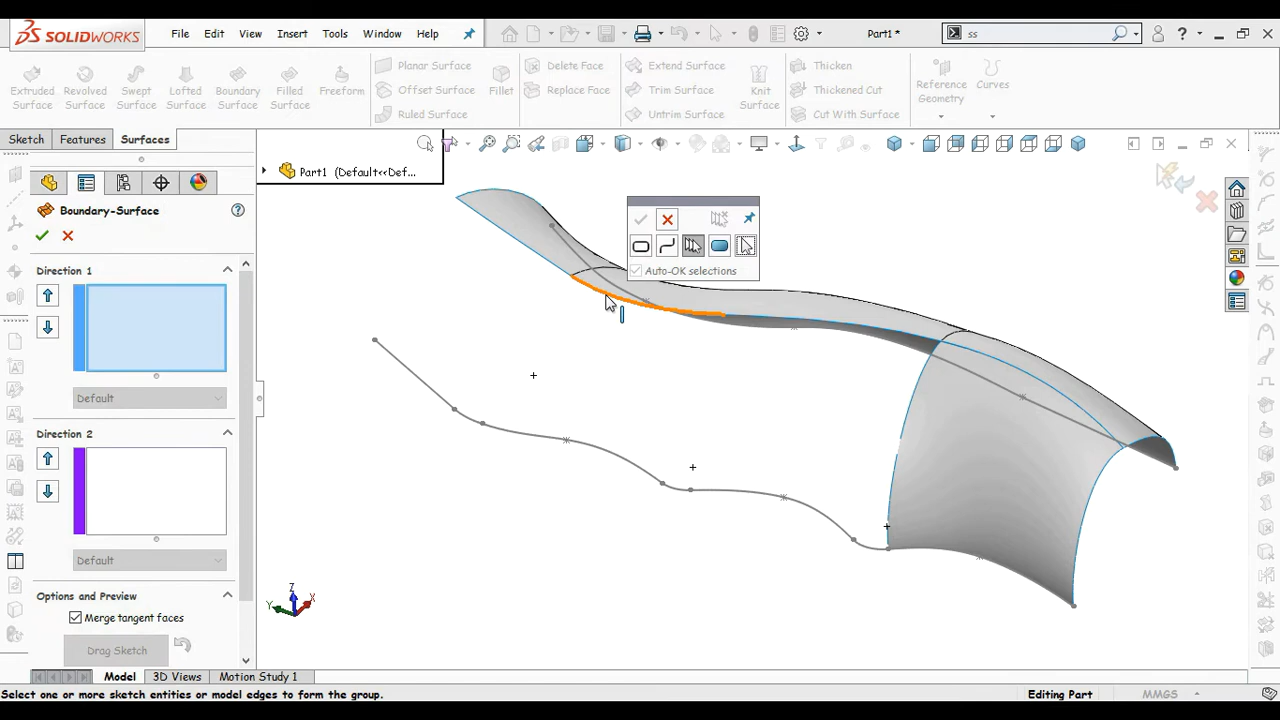 SOLIDWORKS File Edit View Insert Tools Window Help Part1 * ss ?
Extruded Surface Revolved Surface Swept Surface Lofted Surface Boundary Surface Filled Surface Freeform Planar Surface Offset Surface Ruled Surface Fillet Delete Face Replace Face Extend Surface Trim Surface Untrim Surface Knit Surface Thicken Thickened Cut Cut With Surface Reference Geometry Curves
Sketch Features Surfaces
Part1 (Default<<Def...
Boundary-Surface ?
Direction 1
Auto-OK selections
Default
Direction 2
Default
Options and Preview
Merge tangent faces
Drag Sketch
Z
Y X
Model 3D Views Motion Study 1
Select one or more sketch entities or model edges to form the group. Editing Part MMGS